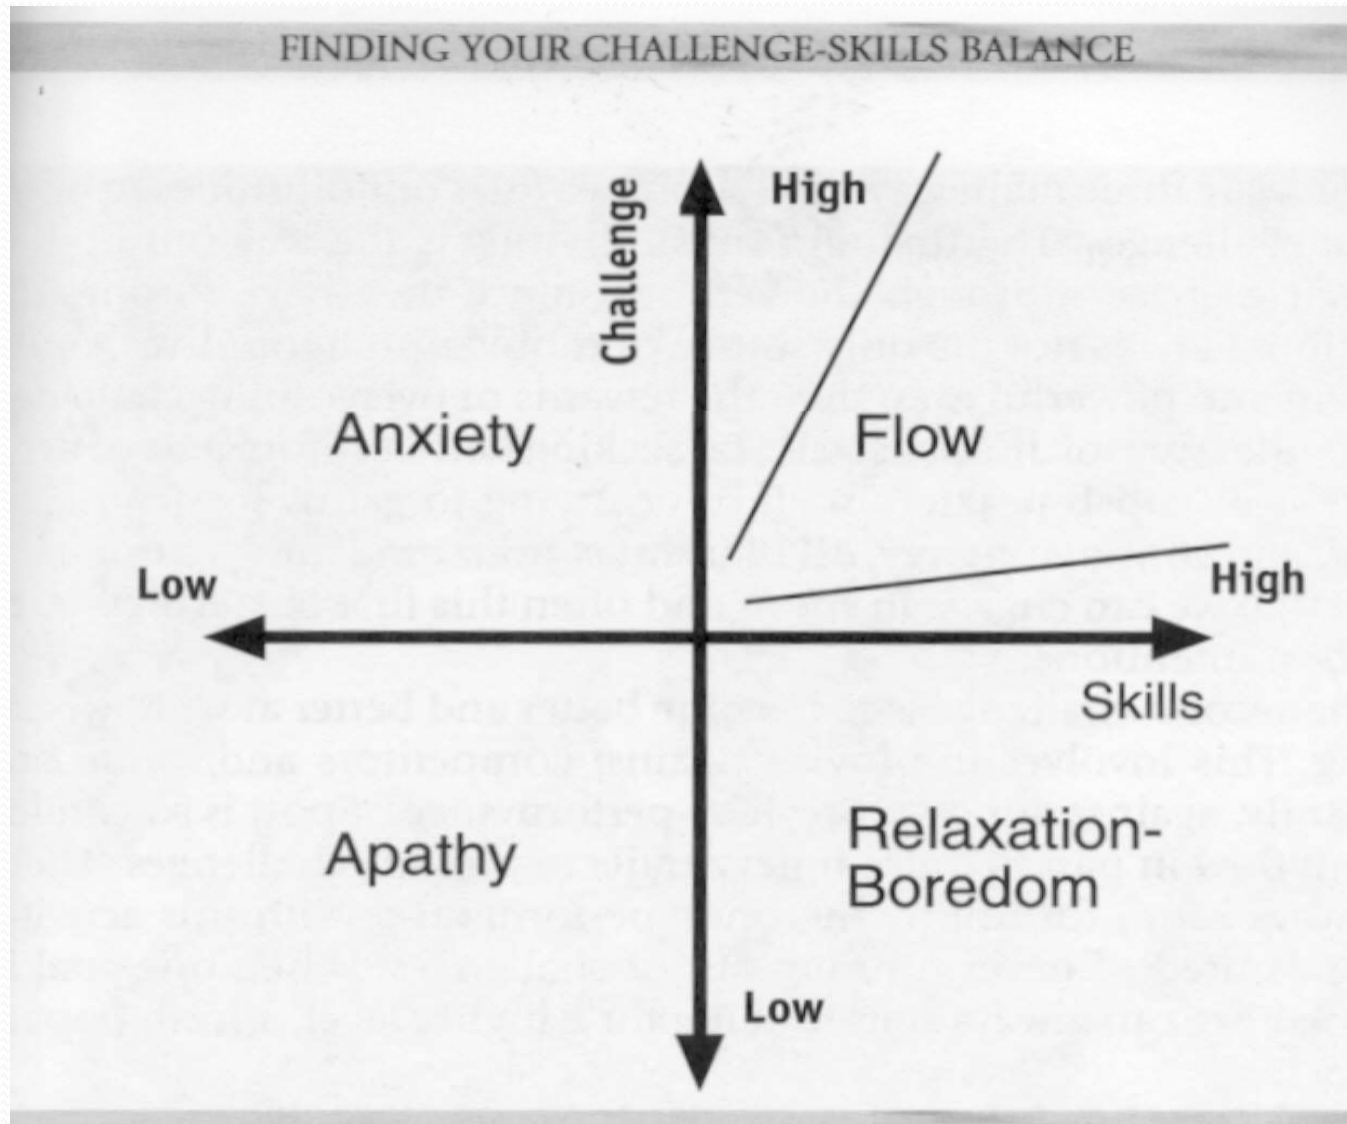 FINDING YOUR CHALLENGE-SKILLS BALANCE
High
Challenge
Anxiety
Flow
Low
High
Skills
Apathy
Relaxation-
Boredom
Low